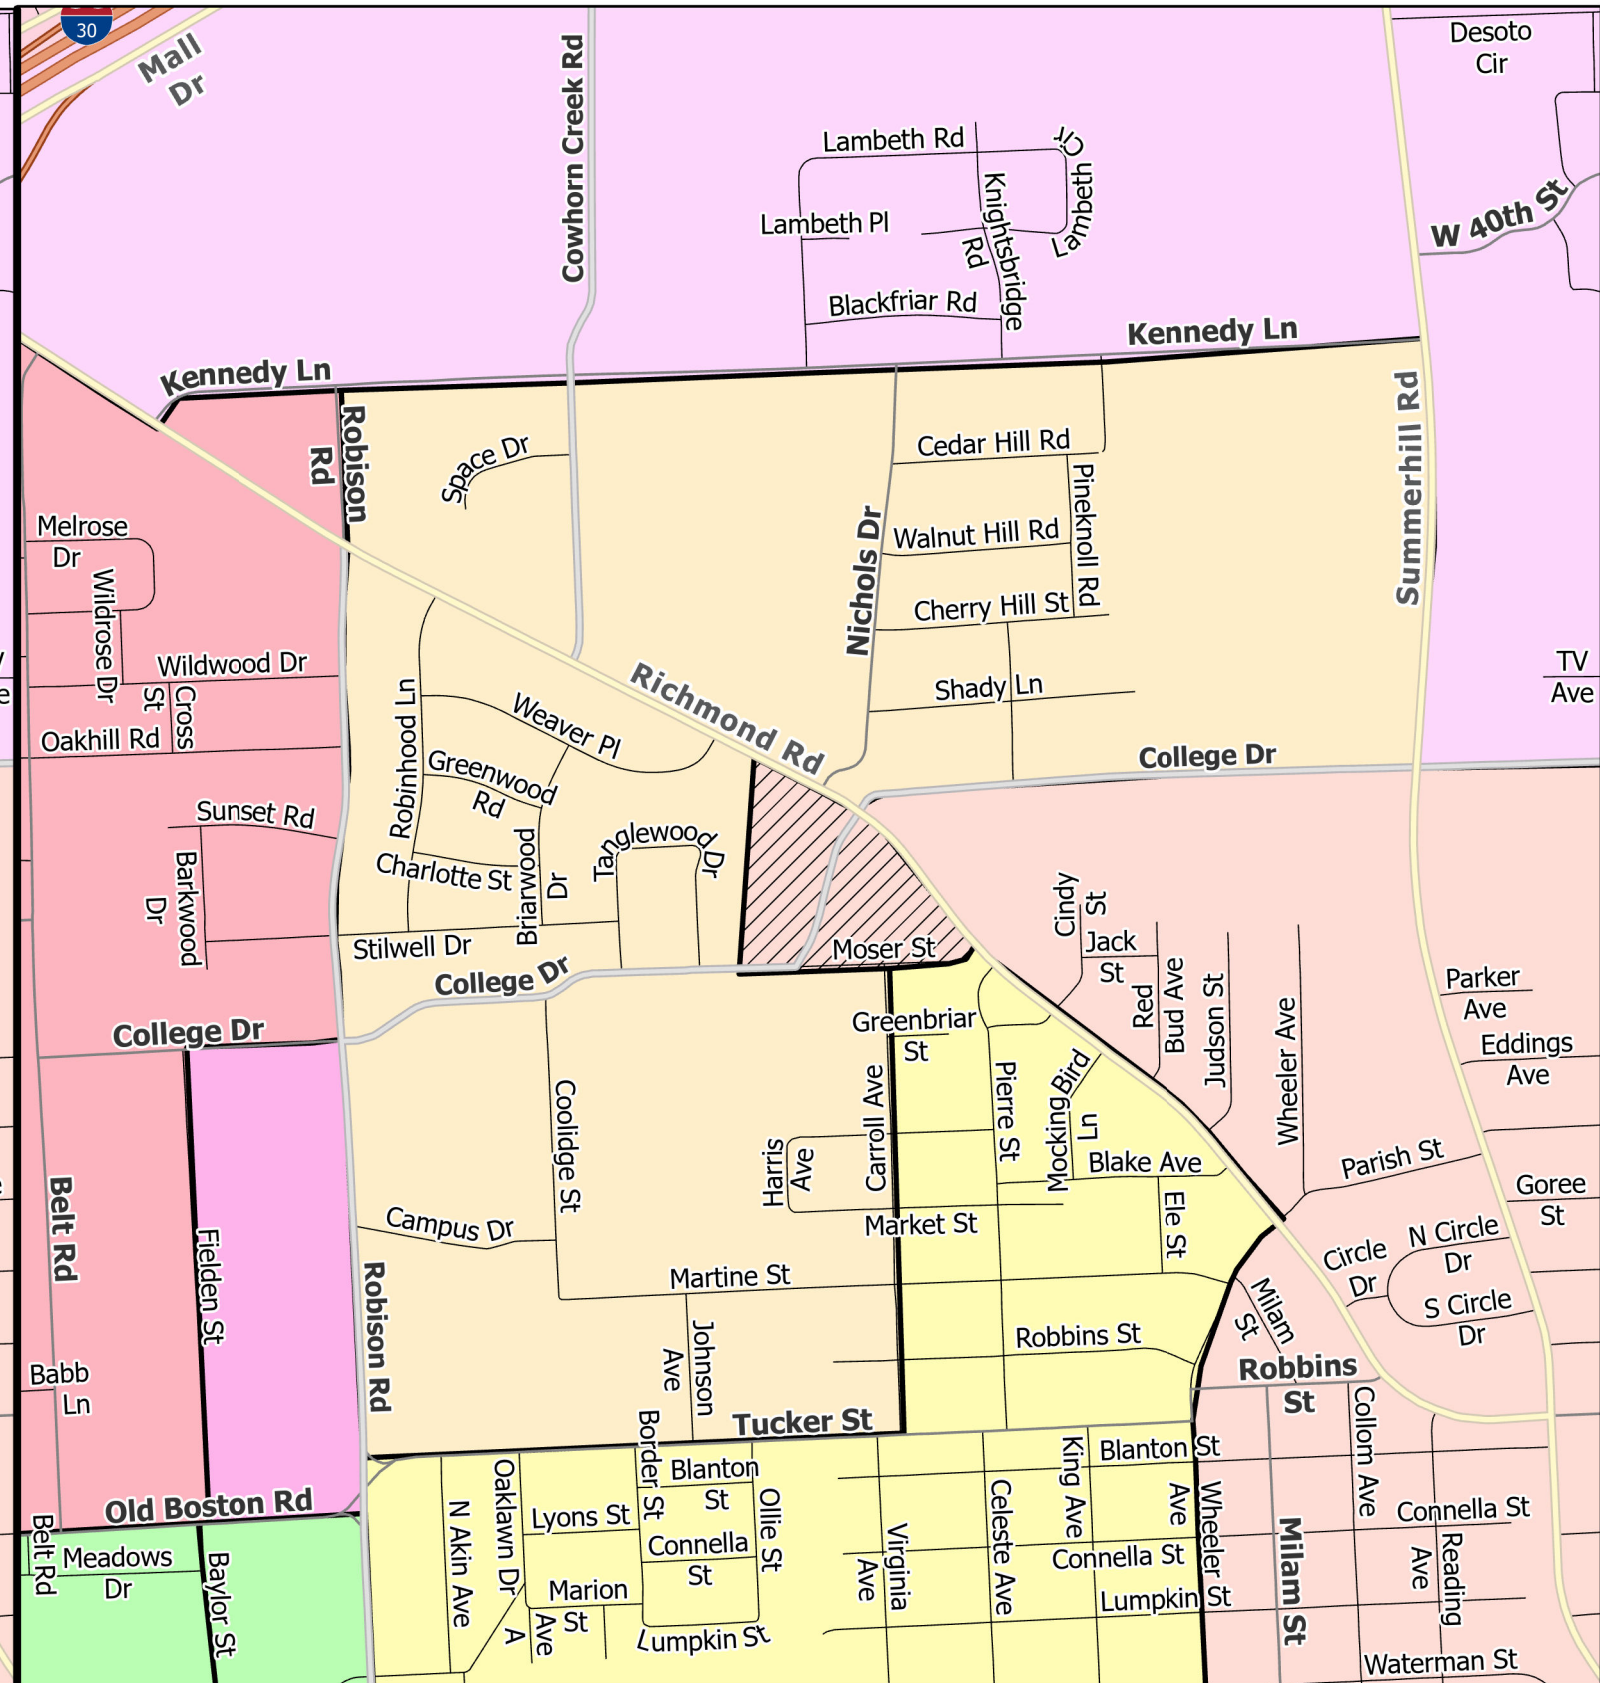 30
Mall
Dr
Cowhorn Creek Rd
Desoto
Cir
Lambeth Rd
Lambeth Cir
Knightsbridge
Rd
Lambeth Pl
Blackfriar Rd
W 40th St
Kennedy Ln
Kennedy Ln
Robison
Rd
Space Dr
Cedar Hill Rd
Pineknoll Rd
Summerhill Rd
Nichols Dr
Walnut Hill Rd
Cherry Hill St
Melrose
Dr
Wildrose Dr
Wildwood Dr
Cross
St
Oakhill Rd
Shady Ln
TV
Ave
Richmond Rd
Robinhood Ln
Weaver Pl
Greenwood
Rd
College Dr
Sunset Rd
Barkwood
Dr
Charlotte St
Briarwood
Dr
Tanglewood Dr
Stilwell Dr
College Dr
Moser St
Cindy
St
Jack
St
Red
Bud Ave
Judson St
Wheeler Ave
Parker
Ave
Eddings
Ave
College Dr
Greenbriar
St
Coolidge St
Harris
Ave
Carroll Ave
Pierre St
Mocking Bird
Ln
Blake Ave
Parish St
Goree
St
Belt Rd
Fielden St
Campus Dr
Market St
Ele St
N Circle
Dr
Circle
Dr
S Circle
Dr
Martine St
Milam
St
Robison Rd
Johnson
Ave
Robbins St
Robbins
St
Babb
Ln
Tucker St
Collom Ave
Border St
Blanton
St
King Ave
Blanton St
Old Boston Rd
N Akin Ave
Oaklawn Dr
Lyons St
Ollie St
Celeste Ave
Wheeler
Ave
Connella St
Belt Rd
Meadows
Dr
Baylor St
Connella
St
Virginia
Ave
Connella St
Milam St
Reading
Ave
Marion
St
A
Ave
Lumpkin St
Lumpkin St
Waterman St